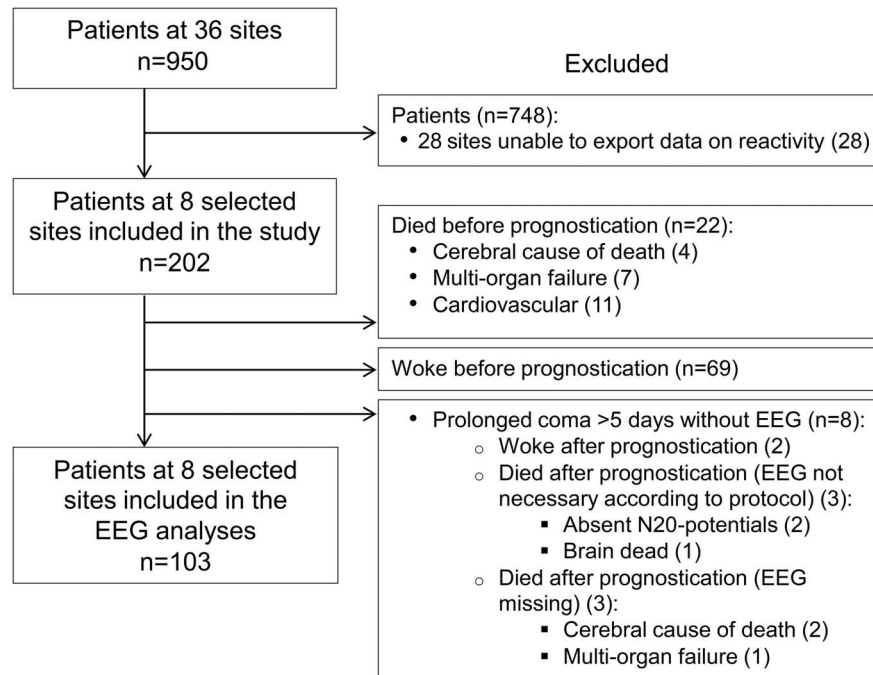 Patients at 36 sites
n=950
Excluded
Patients (n=748):
• 28 sites unable to export data on reactivity (28)
Patients at 8 selected
sites included in the study
n=202
Died before prognostication (n=22):
• Cerebral cause of death (4)
• Multi-organ failure (7)
• Cardiovascular (11)
Woke before prognostication (n=69)
• Prolonged coma >5 days without EEG (n=8):
○ Woke after prognostication (2)
○ Died after prognostication (EEG not
necessary according to protocol) (3):
▪ Absent N20-potentials (2)
▪ Brain dead (1)
○ Died after prognostication (EEG
missing) (3):
▪ Cerebral cause of death (2)
▪ Multi-organ failure (1)
Patients at 8 selected
sites included in the
EEG analyses
n=103